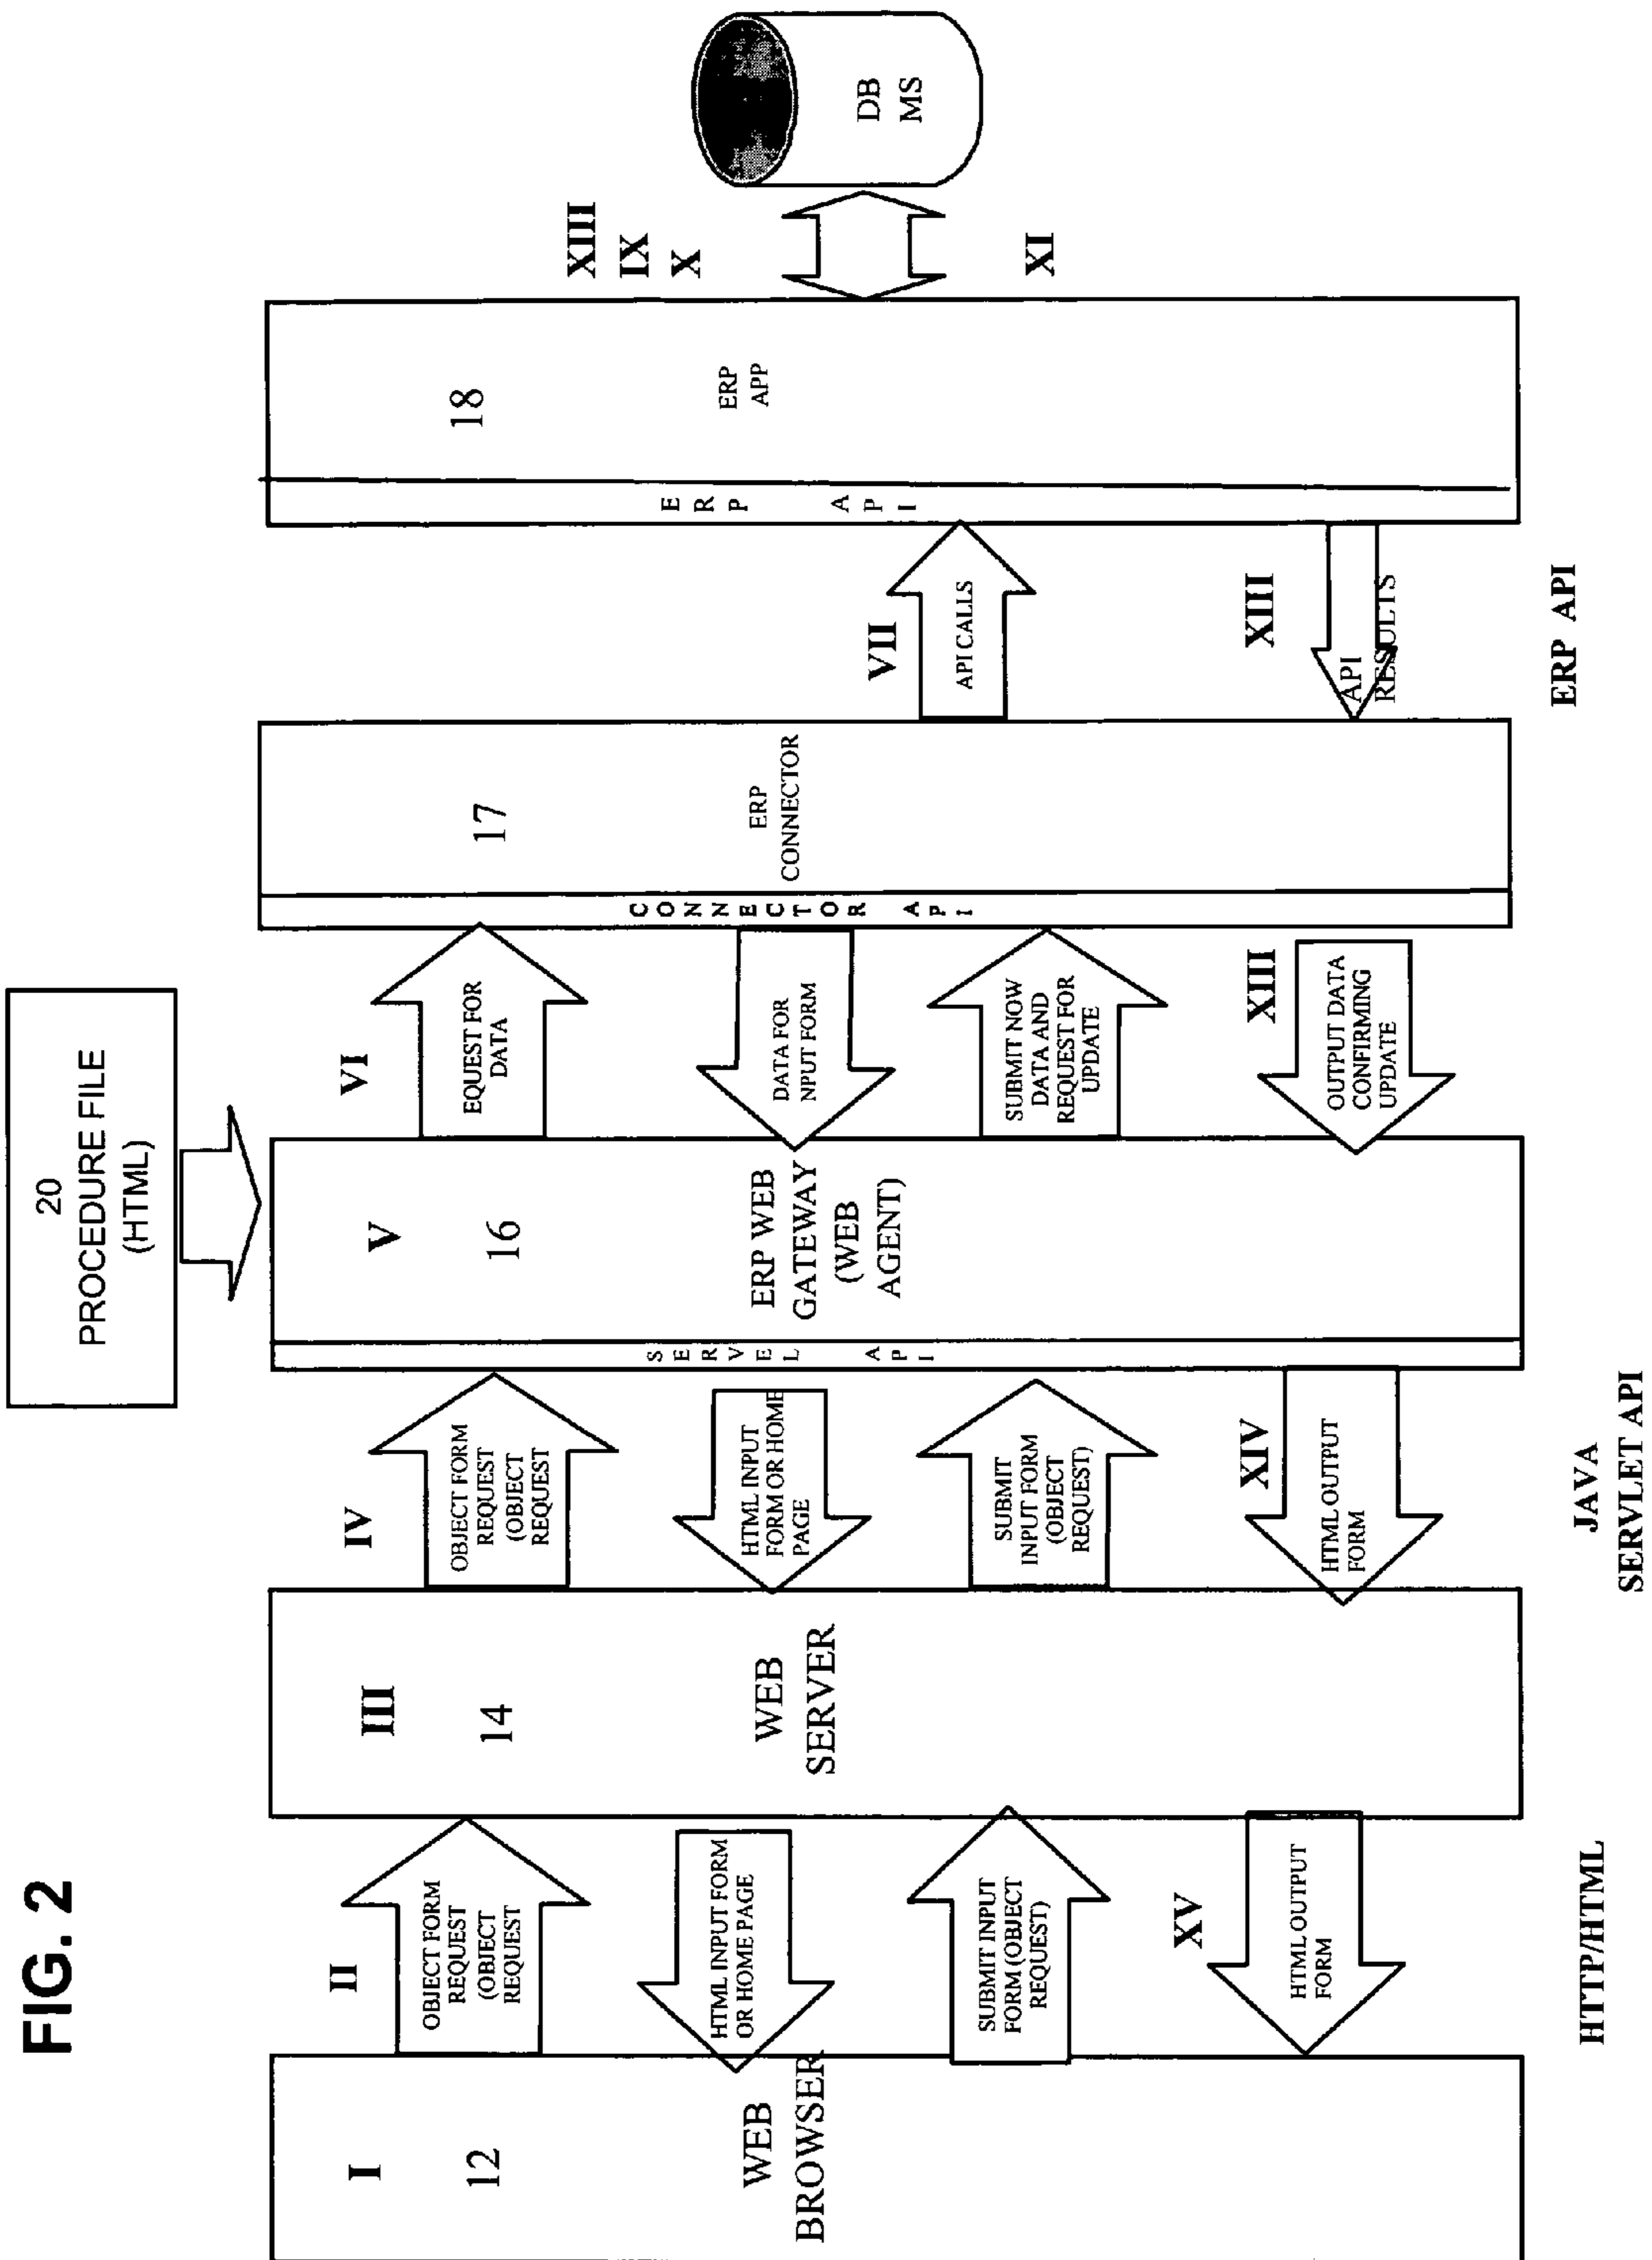 FIG. 2
20
PROCEDURE FILE
(HTML)
I
12
WEB
BROWSER
II
OBJECT FORM
REQUEST
(OBJECT
REQUEST
HTML INPUT FORM
OR HOME PAGE
SUBMIT INPUT
FORM (OBJECT
REQUEST)
XV
HTML OUTPUT
FORM
HTTP/HTML
III
14
WEB
SERVER
IV
OBJECT FORM
REQUEST
(OBJECT
REQUEST
HTML INPUT
FORM OR HOME
PAGE
SUBMIT
INPUT FORM
(OBJECT
REQUEST)
XIV
HTML OUTPUT
FORM
JAVA
SERVLET API
SERVEL API
V
16
ERP WEB
GATEWAY
(WEB
AGENT)
VI
EQUEST FOR
DATA
DATA FOR
NPUT FORM
SUBMIT NOW
DATA AND
REQUEST FOR
UPDATE
XIII
OUTPUT DATA
CONFIRMING
UPDATE
CONNECTOR API
17
ERP
CONNECTOR
VII
API CALLS
XIII
API
RESULTS
ERP API
ERP API
18
ERP
APP
XIII
IX
X
XI
DB
MS